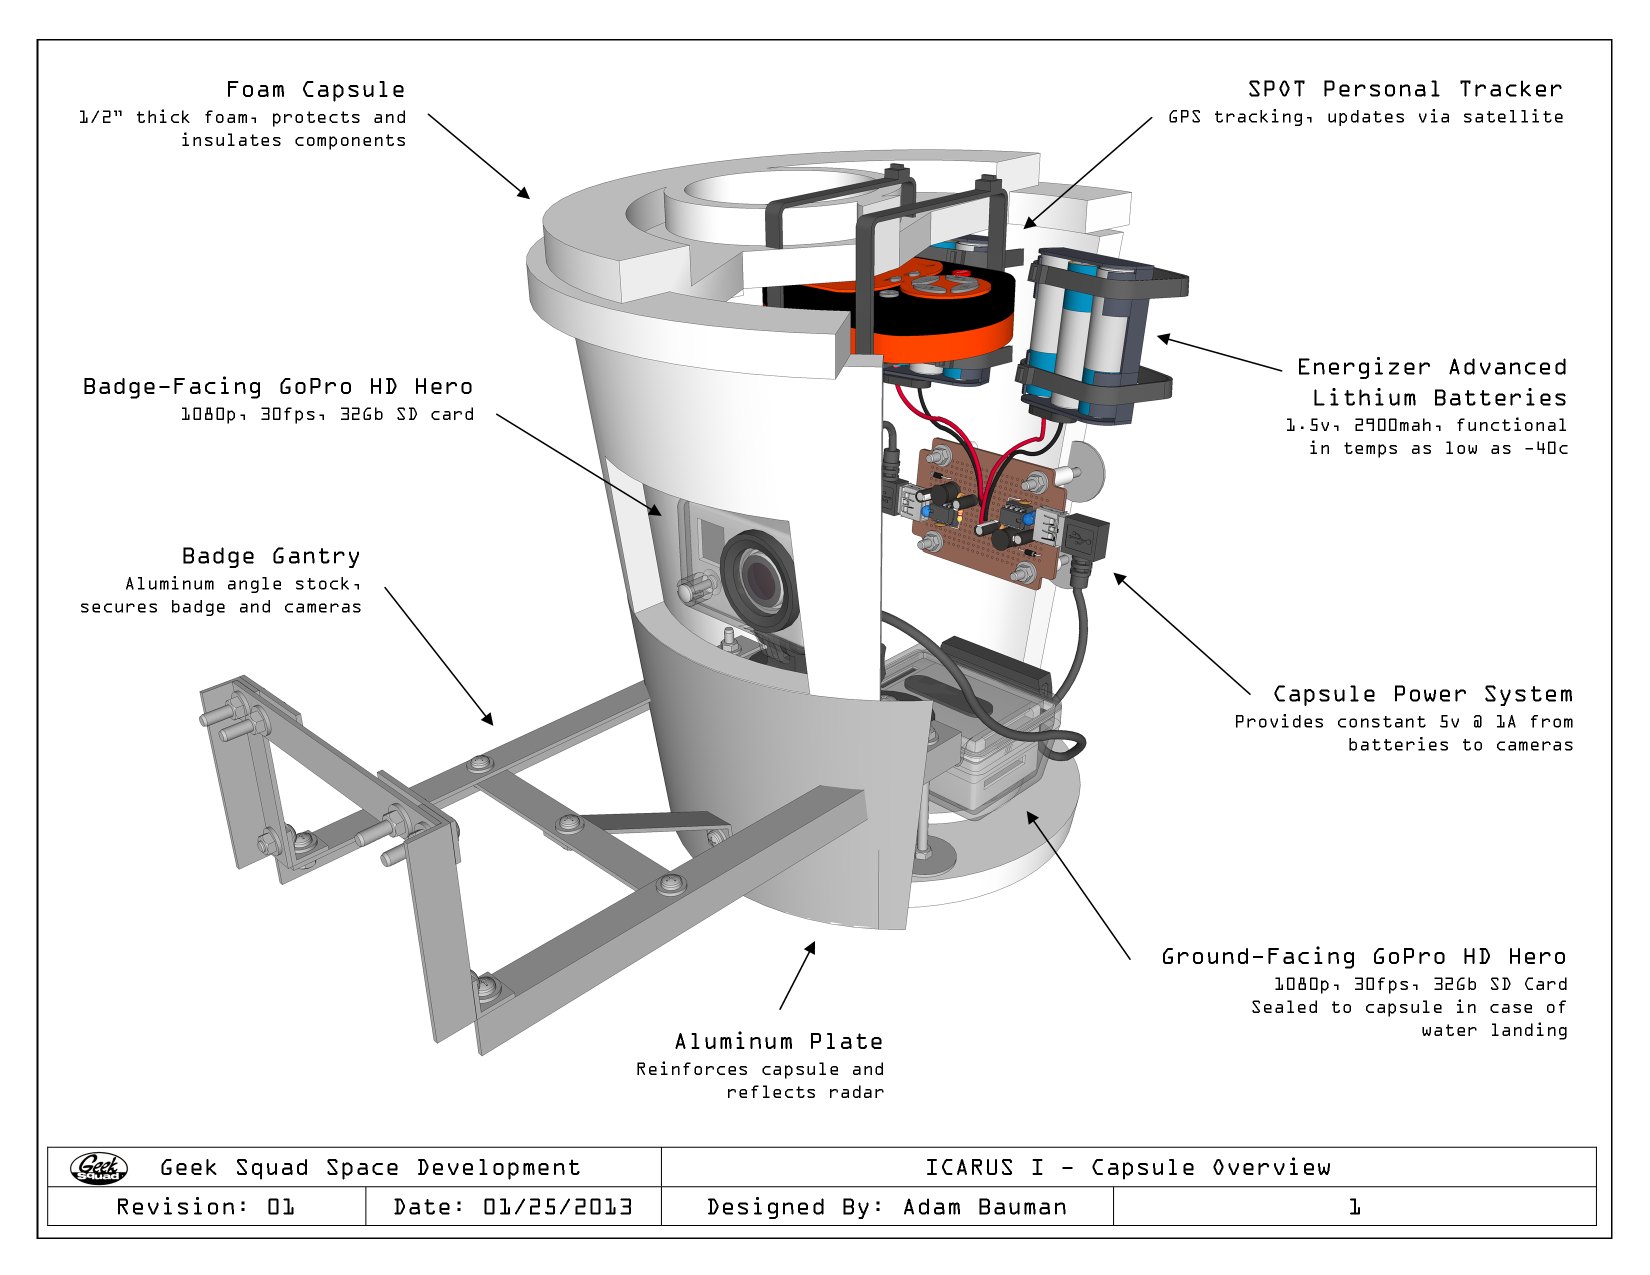 Foam Capsule
1/2” thick foam, protects and
insulates components
SPOT Personal Tracker
GPS tracking, updates via satellite
Badge-Facing GoPro HD Hero
1080p, 30fps, 32Gb SD card
Energizer Advanced
Lithium Batteries
1.5v, 2900mah, functional
in temps as low as -40c
Badge Gantry
Aluminum angle stock,
secures badge and cameras
Capsule Power System
Provides constant 5v @ 1A from
batteries to cameras
Ground-Facing GoPro HD Hero
1080p, 30fps, 32Gb SD Card
Sealed to capsule in case of
water landing
Aluminum Plate
Reinforces capsule and
reflects radar
Geek
Squad
Geek Squad Space Development
ICARUS I - Capsule Overview
Revision: 01
Date: 01/25/2013
Designed By: Adam Bauman
1